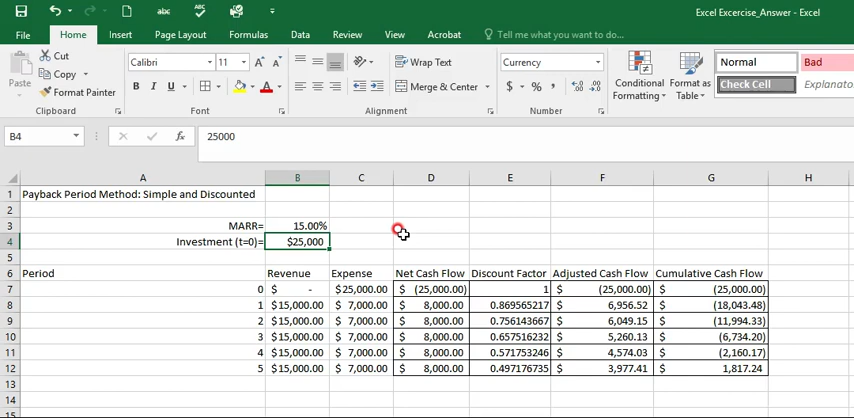 Excel Excercise_Answer - Excel
File Home Insert Page Layout Formulas Data Review View Acrobat Tell me what you want to do...
Cut
Copy
Format Painter
Paste
Clipboard
Calibri 11
B I U
Font
Wrap Text
Merge & Center
Alignment
Currency
$ % ,
Number
Conditional Formatting
Format as Table
Normal Bad
Check Cell Explanato
B4 fx 25000
A B C D E F G H
1 Payback Period Method: Simple and Discounted
2
3 MARR= 15.00%
4 Investment (t=0)= $25,000
5
6 Period Revenue Expense Net Cash Flow Discount Factor Adjusted Cash Flow Cumulative Cash Flow
7 0 $ - $25,000.00 $ (25,000.00) 1 $ (25,000.00) $ (25,000.00)
8 1 $15,000.00 $ 7,000.00 $ 8,000.00 0.869565217 $ 6,956.52 $ (18,043.48)
9 2 $15,000.00 $ 7,000.00 $ 8,000.00 0.756143667 $ 6,049.15 $ (11,994.33)
10 3 $15,000.00 $ 7,000.00 $ 8,000.00 0.657516232 $ 5,260.13 $ (6,734.20)
11 4 $15,000.00 $ 7,000.00 $ 8,000.00 0.571753246 $ 4,574.03 $ (2,160.17)
12 5 $15,000.00 $ 7,000.00 $ 8,000.00 0.497176735 $ 3,977.41 $ 1,817.24
13
14
15